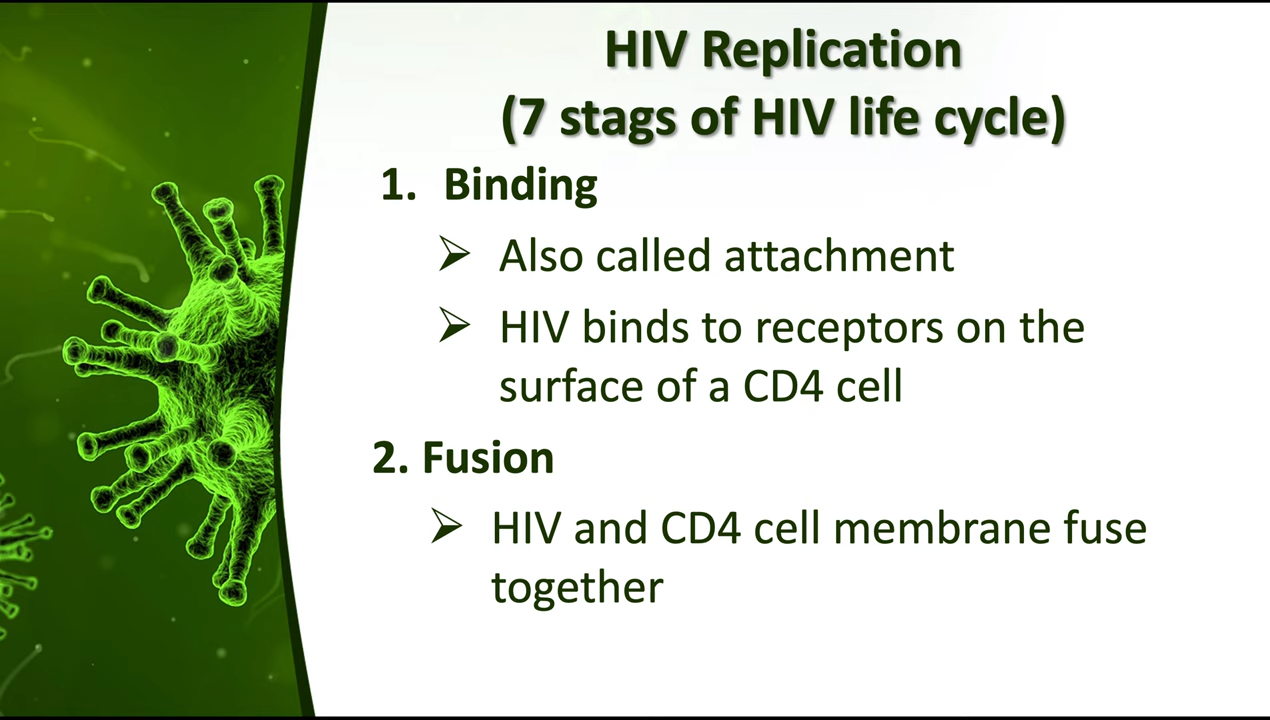 HIV Replication
(7 stags of HIV life cycle)
1. Binding
➢ Also called attachment
➢ HIV binds to receptors on the
surface of a CD4 cell
2. Fusion
➢ HIV and CD4 cell membrane fuse
together